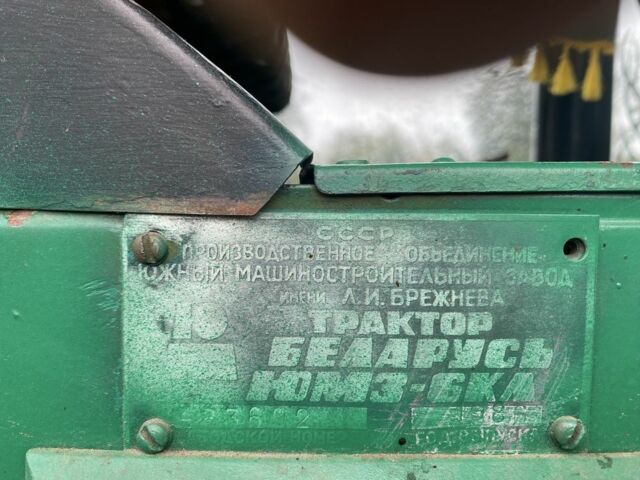 СССР
ПРОИЗВОДСТВЕННОЕ ОБЪЕДИНЕНИЕ
ЮЖНЫЙ МАШИНОСТРОИТЕЛЬНЫЙ ЗАВОД
ИМЕНИ Л.И.БРЕЖНЕВА
ТРАКТОР
БЕЛАРУСЬ
ЮМЗ-6КЛ